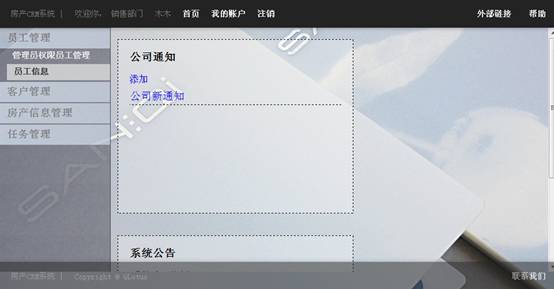 房产CRM系统 | 欢迎你, 销售部门 木木 首页 我的账户 注销 外部链接 帮助
员工管理
管理员权限员工管理
员工信息
客户管理
房产信息管理
任务管理
公司通知
添加
公司新通知
系统公告
房产CRM系统 | Copyright @ QLotus 联系我们